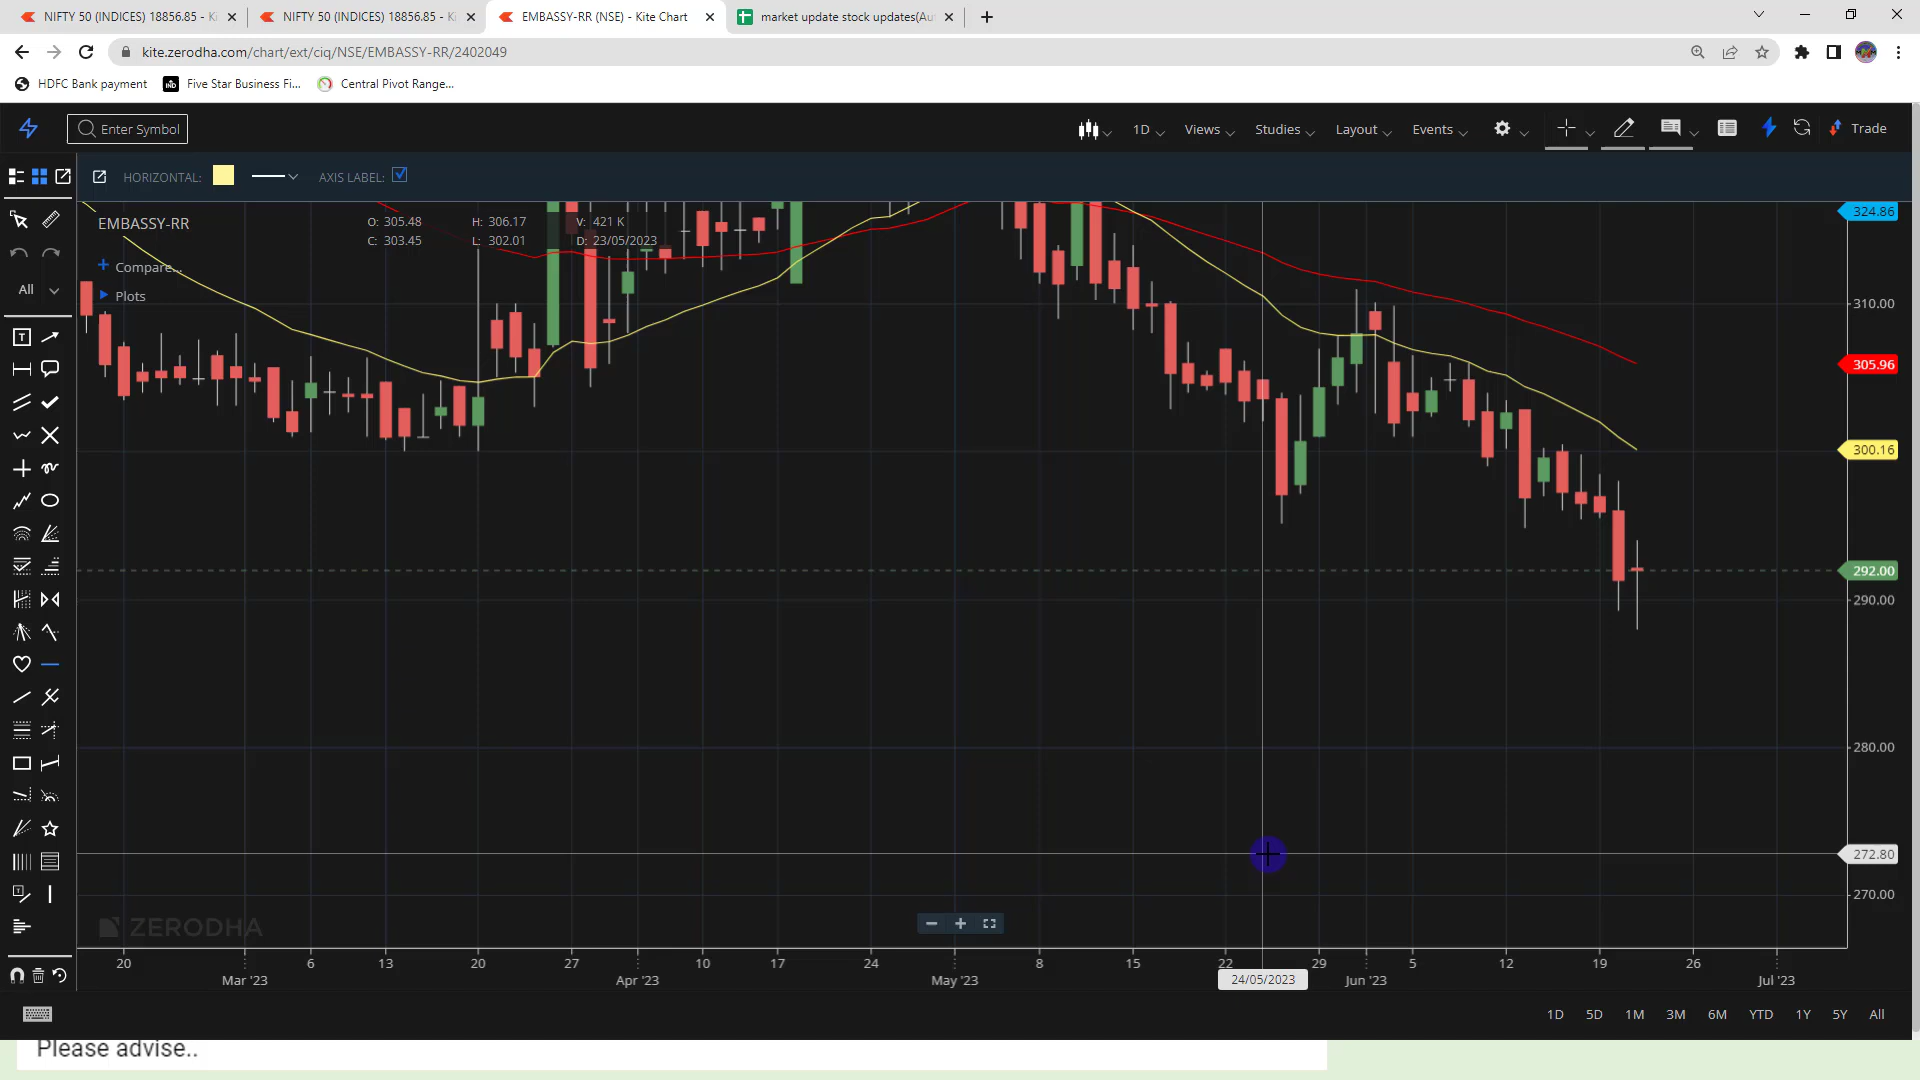 NIFTY 50 (INDICES) 18856.85 - Ki
NIFTY 50 (INDICES) 18856.85 - Ki
EMBASSY-RR (NSE) - Kite Chart
market update stock updates(Au
kite.zerodha.com/chart/ext/ciq/NSE/EMBASSY-RR/2402049
HDFC Bank payment
Five Star Business Fi...
Central Pivot Range...
Enter Symbol
1D
Views
Studies
Layout
Events
Trade
HORIZONTAL:
AXIS LABEL:
EMBASSY-RR
O: 305.48 H: 306.17 V: 421 K
C: 303.45 L: 302.01 D: 23/05/2023
Compare...
All
Plots
324.86
310.00
305.96
300.16
292.00
290.00
280.00
272.80
270.00
ZERODHA
20 6 13 20 27 10 17 24 8 15 22 29 5 12 19 26
Mar '23 Apr '23 May '23 24/05/2023 Jun '23 Jul '23
1D 5D 1M 3M 6M YTD 1Y 5Y All
Please advise..